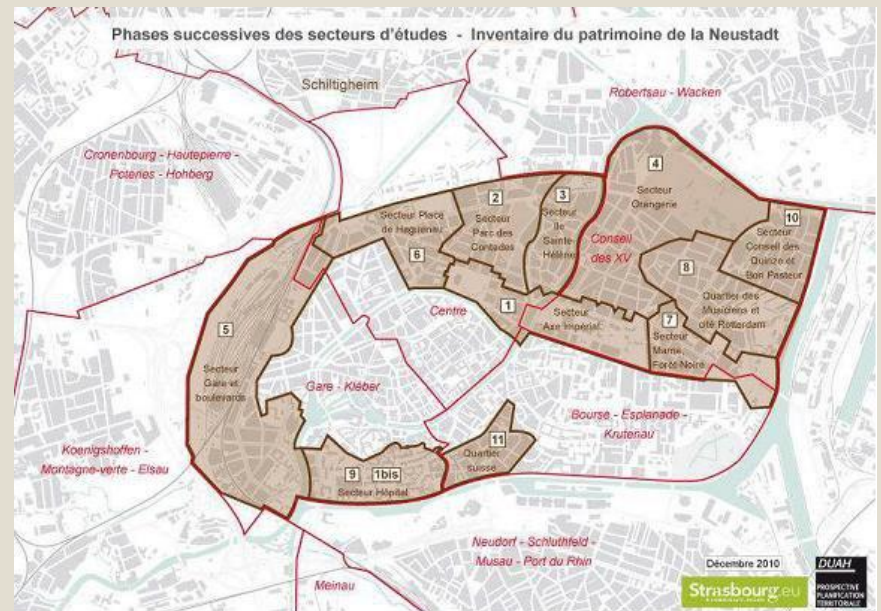 Phases successives des secteurs d'études - Inventaire du patrimoine de la Neustadt
Schiltigheim
Robertsau - Wacken
Cronenbourg - Hautepierre -
Poteries - Hohberg
4
Secteur
Orangerie
2
Secteur
Parc des
Contades
3
Secteur
Ile
Sainte-
Hélène
10
Secteur
Conseil des
Quinze et
Bon Pasteur
Secteur Place
de Haguenau
6
Conseil
des XV
8
Quartier des
Musiciens et
cité Rotterdam
5
Secteur
Gare et
boulevards
Centre
1
Secteur
Axe Impérial
7
Secteur
Marne,
Forêt-Noire
Gare - Kléber
Bourse - Esplanade -
Krutenau
11
Quartier
suisse
Koenigshoffen -
Montagne-verte - Elsau
9
1bis
Secteur Hôpital
Neudorf - Schluthfeld -
Musau - Port du Rhin
Meinau
Décembre 2010
Strasbourg.eu
DUAH
PROSPECTIVE
PLANIFICATION
TERRITORIALE